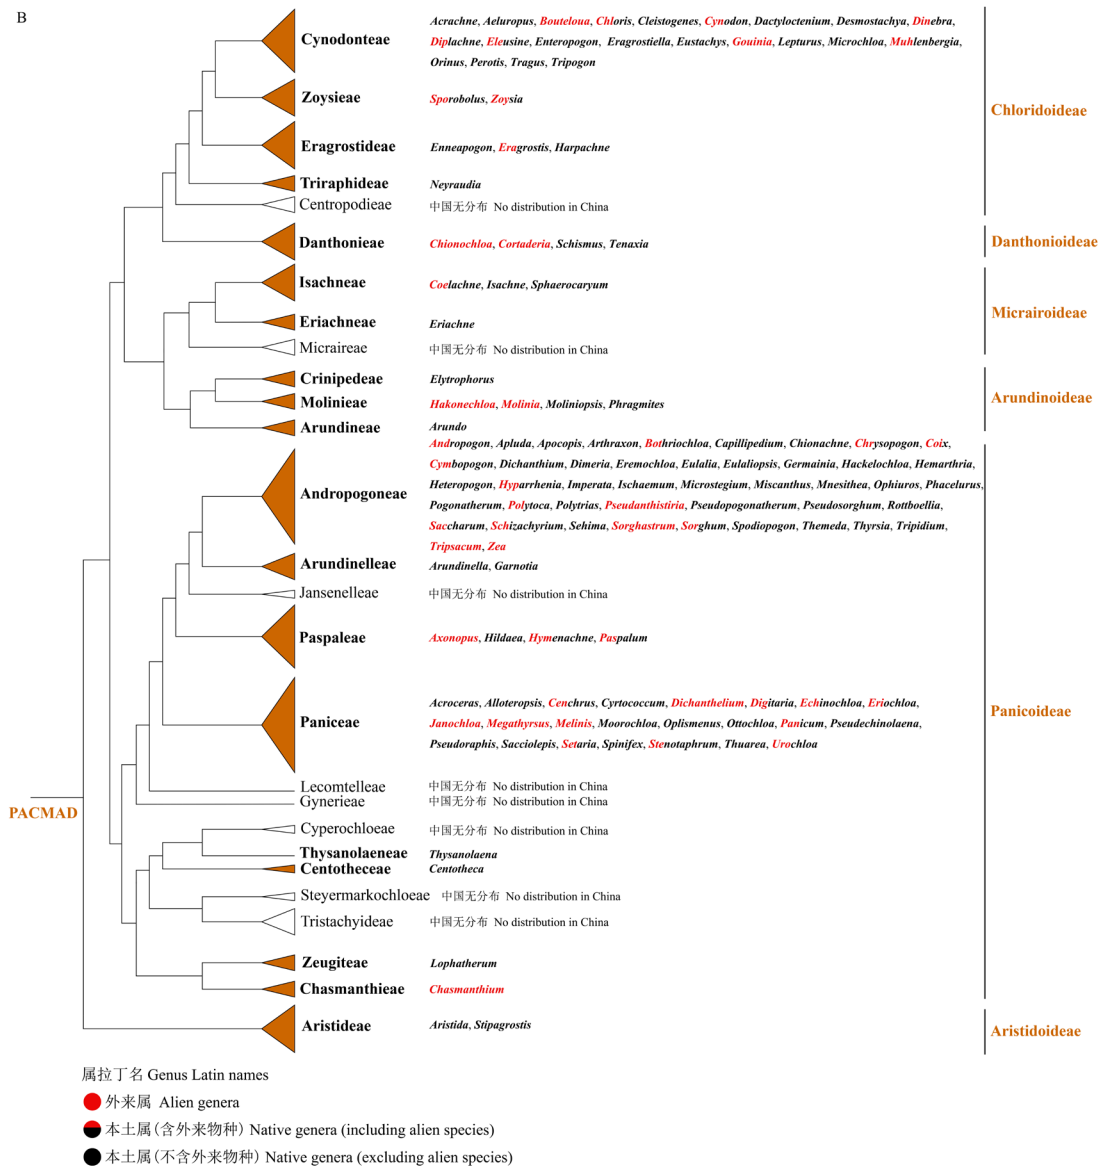 B
Cynodonteae
Acrachne, Aeluropus, Bouteloua, Chloris, Cleistogenes, Cynodon, Dactyloctenium, Desmostachya, Dinebra,
Diplachne, Eleusine, Enteropogon, Eragrostiella, Eustachys, Gouinia, Lepturus, Microchloa, Muhlenbergia,
Orinus, Perotis, Tragus, Tripogon
Zoysieae
Sporobolus, Zoysia
Eragrostideae
Enneapogon, Eragrostis, Harpachne
Triraphideae
Neyraudia
Centropodieae
中国无分布 No distribution in China
Chloridoideae
Danthonieae
Chionochloa, Cortaderia, Schismus, Tenaxia
Danthonioideae
Isachneae
Coelachne, Isachne, Sphaerocaryum
Eriachneae
Eriachne
Micraireae
中国无分布 No distribution in China
Micrairoideae
Crinipedeae
Elytrophorus
Molinieae
Hakonechloa, Molinia, Moliniopsis, Phragmites
Arundineae
Arundo
Arundinoideae
Andropogoneae
Andropogon, Apluda, Apocopis, Arthraxon, Bothriochloa, Capillipedium, Chionachne, Chrysopogon, Coix,
Cymbopogon, Dichanthium, Dimeria, Eremochloa, Eulalia, Eulaliopsis, Germainia, Hackelochloa, Hemarthria,
Heteropogon, Hyparrhenia, Imperata, Ischaemum, Microstegium, Miscanthus, Mnesithea, Ophiuros, Phacelurus,
Pogonatherum, Polytoca, Polytrias, Pseudanthistiria, Pseudopogonatherum, Pseudosorghum, Rottboellia,
Saccharum, Schizachyrium, Sehima, Sorghastrum, Sorghum, Spodiopogon, Themeda, Thyrsia, Tripidium,
Tripsacum, Zea
Arundinelleae
Arundinella, Garnotia
Jansenelleae
中国无分布 No distribution in China
Paspaleae
Axonopus, Hildaea, Hymenachne, Paspalum
Paniceae
Acroceras, Alloteropsis, Cenchrus, Cyrtococcum, Dichanthelium, Digitaria, Echinochloa, Eriochloa,
Janochloa, Megathyrsus, Melinis, Moorochloa, Oplismenus, Ottochloa, Panicum, Pseudechinolaena,
Pseudoraphis, Sacciolepis, Setaria, Spinifex, Stenotaphrum, Thuarea, Urochloa
Panicoideae
Lecomtelleae
中国无分布 No distribution in China
Gynerieae
中国无分布 No distribution in China
PACMAD
Cyperochloeae
中国无分布 No distribution in China
Thysanolaeneae
Thysanolaena
Centotheceae
Centotheca
Steyermarkochloeae
中国无分布 No distribution in China
Tristachyideae
中国无分布 No distribution in China
Zeugiteae
Lophatherum
Chasmanthieae
Chasmanthium
Aristideae
Aristida, Stipagrostis
Aristidoideae
属拉丁名 Genus Latin names
外来属 Alien genera
本土属(含外来物种) Native genera (including alien species)
本土属(不含外来物种) Native genera (excluding alien species)